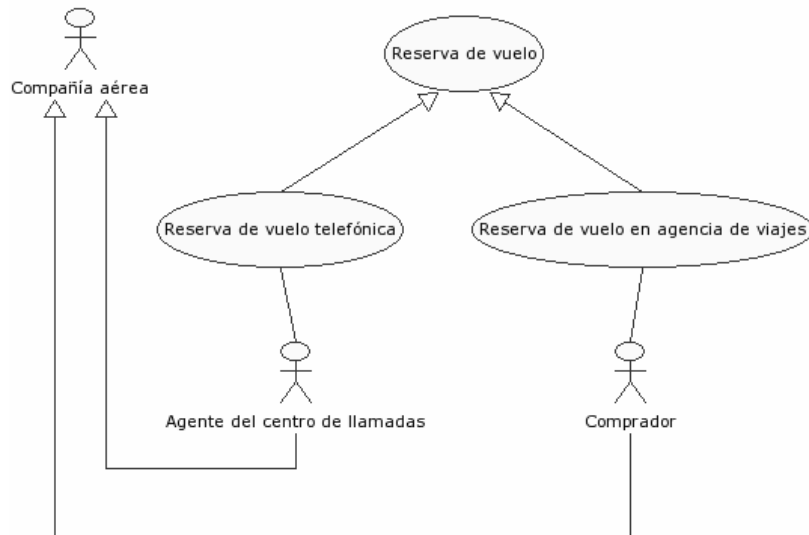 Reserva de vuelo
Compañía aérea
Reserva de vuelo telefónica
Reserva de vuelo en agencia de viajes
Agente del centro de llamadas
Comprador